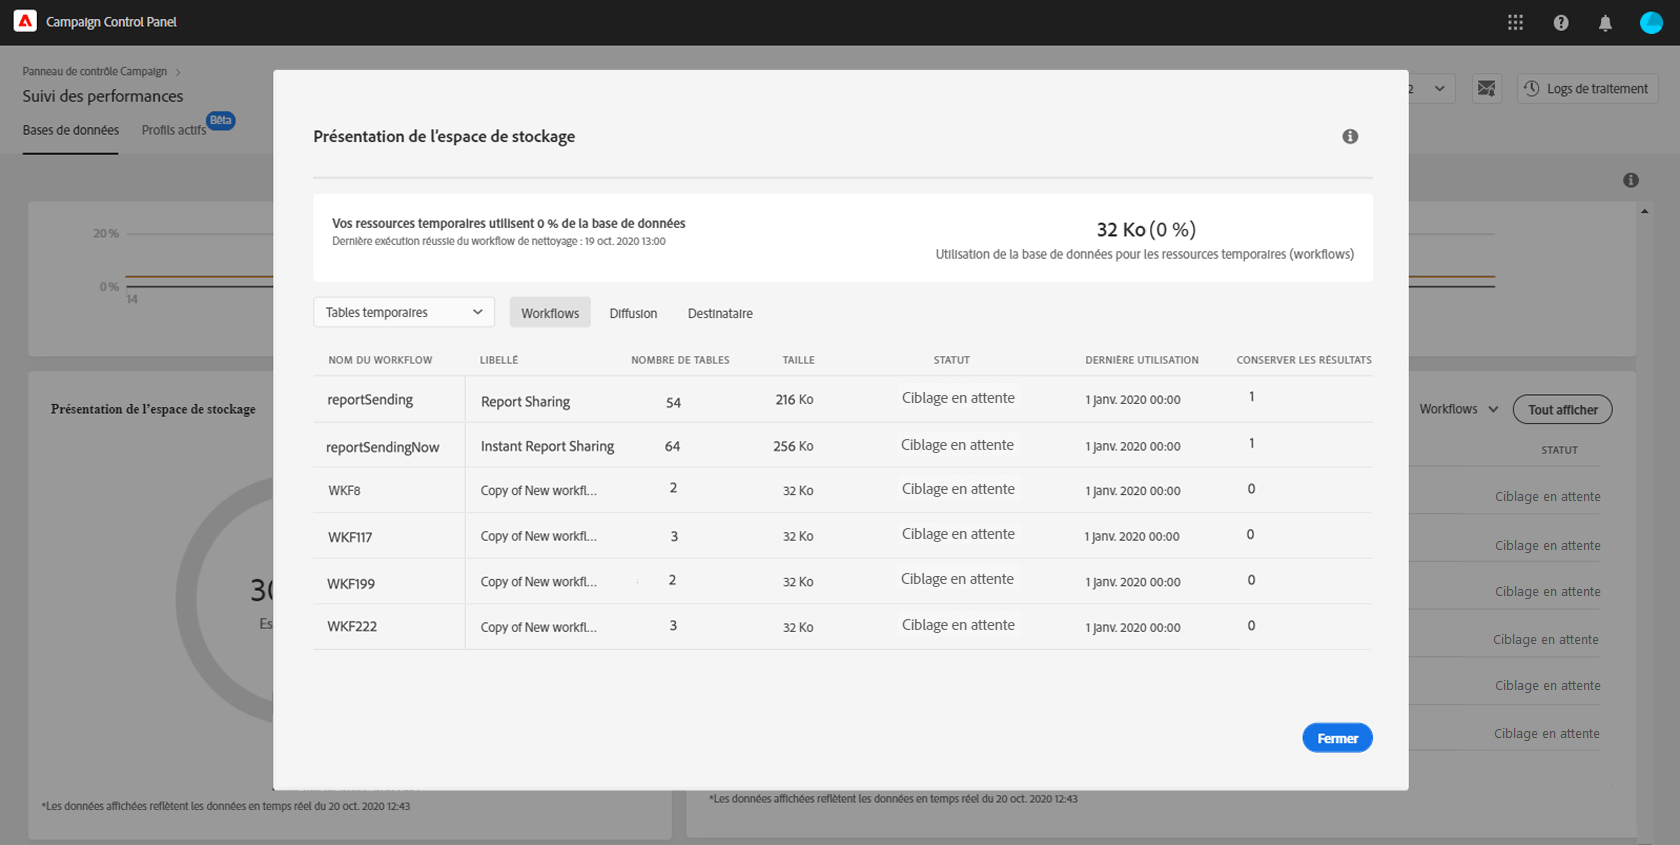 Campaign Control Panel
Panneau de contrôle Campaign
Suivi des performances
Bases de données
Profils actifs
Bêta
2
Logs de traitement
20 %
0 %
14
Présentation de l'espace de stockage
30
Es
*Les données affichées reflètent les données en temps réel du 20 oct. 2020 12:43
Présentation de l'espace de stockage
Vos ressources temporaires utilisent 0 % de la base de données
Dernière exécution réussie du workflow de nettoyage : 19 oct. 2020 13:00
32 Ko (0 %)
Utilisation de la base de données pour les ressources temporaires (workflows)
Tables temporaires
Workflows
Diffusion
Destinataire
NOM DU WORKFLOW LIBELLÉ NOMBRE DE TABLES TAILLE STATUT DERNIÈRE UTILISATION CONSERVER LES RÉSULTATS
reportSending Report Sharing 54 216 Ko Ciblage en attente 1 janv. 2020 00:00 1
reportSendingNow Instant Report Sharing 64 256 Ko Ciblage en attente 1 janv. 2020 00:00 1
WKF8 Copy of New workfl... 2 32 Ko Ciblage en attente 1 janv. 2020 00:00 0
WKF117 Copy of New workfl... 3 32 Ko Ciblage en attente 1 janv. 2020 00:00 0
WKF199 Copy of New workfl... 2 32 Ko Ciblage en attente 1 janv. 2020 00:00 0
WKF222 Copy of New workfl... 3 32 Ko Ciblage en attente 1 janv. 2020 00:00 0
Fermer
Workflows
Tout afficher
STATUT
Ciblage en attente
Ciblage en attente
Ciblage en attente
Ciblage en attente
Ciblage en attente
Ciblage en attente
*Les données affichées reflètent les données en temps réel du 20 oct. 2020 12:43